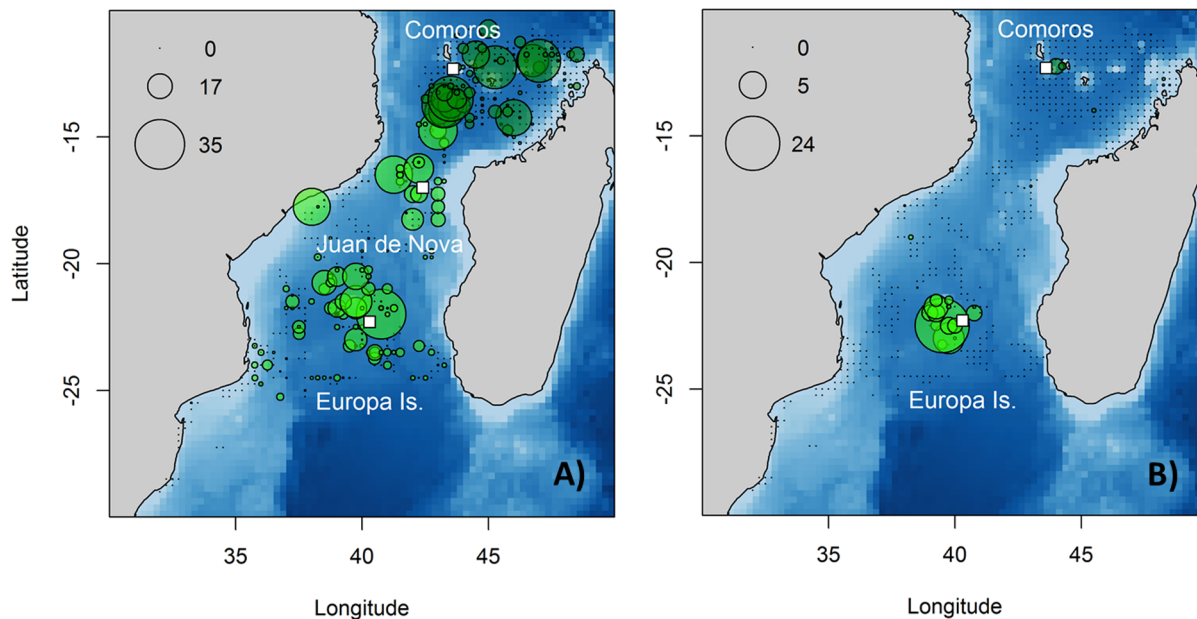 Comoros
0
17
35
-15
-20
-25
Latitude
Juan de Nova
Europa Is.
A)
35
40
45
Longitude
Comoros
0
5
24
-15
-20
-25
Europa Is.
B)
35
40
45
Longitude